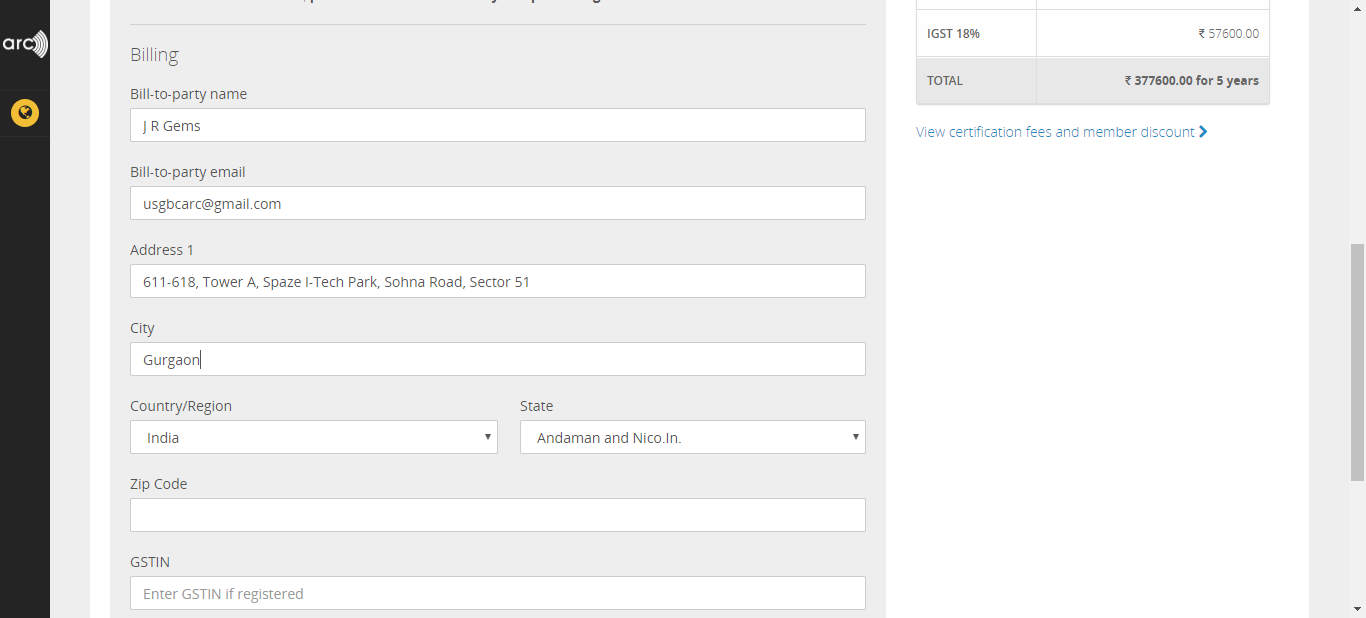 arc
Billing
Bill-to-party name
J R Gems
Bill-to-party email
usgbcarc@gmail.com
Address 1
611-618, Tower A, Spaze I-Tech Park, Sohna Road, Sector 51
City
Gurgaon
Country/Region
State
India
Andaman and Nico.In.
Zip Code
GSTIN
Enter GSTIN if registered
IGST 18%
₹ 57600.00
TOTAL
₹ 377600.00 for 5 years
View certification fees and member discount